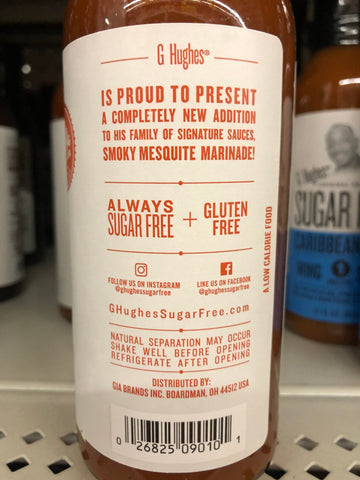 G Hughes®
IS PROUD TO PRESENT
A COMPLETELY NEW ADDITION
TO HIS FAMILY OF SIGNATURE SAUCES,
SMOKY MESQUITE MARINADE!
ALWAYS
SUGAR FREE
+
GLUTEN
FREE
FOLLOW US ON INSTAGRAM
@ghughessugarfree
LIKE US ON FACEBOOK
@ghughessugarfree
GHughesSugarFree.com
NATURAL SEPARATION MAY OCCUR
SHAKE WELL BEFORE OPENING
REFRIGERATE AFTER OPENING
DISTRIBUTED BY:
GIA BRANDS INC. BOARDMAN, OH 44512 USA
0 26825 09010 1
A LOW CALORIE FOOD
G Hughes
SUGAR
CARIBBEAN
WING